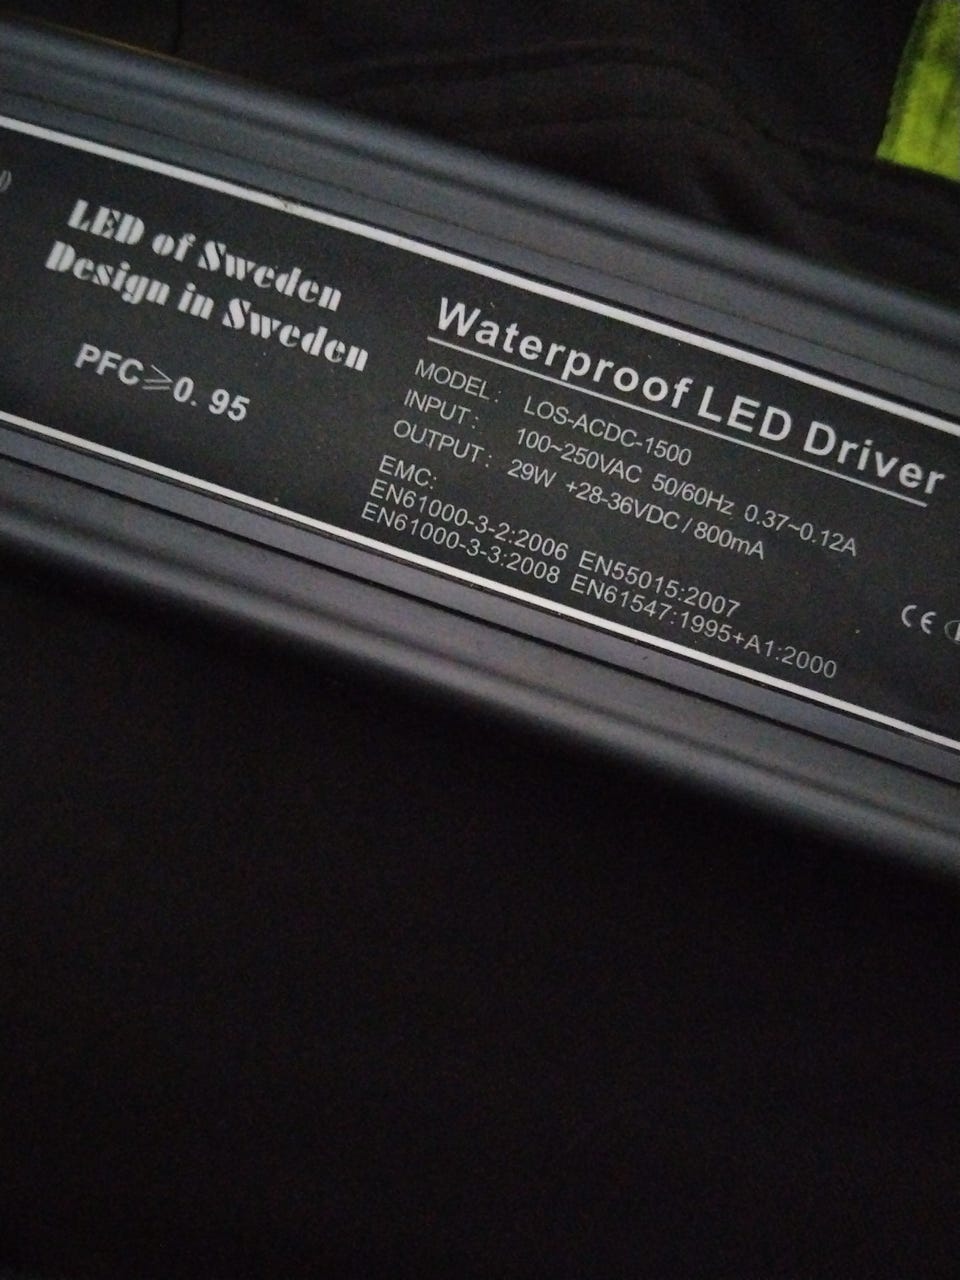 LED of Sweden
Design in Sweden
PFC⩾0. 95
Waterproof LED Driver
MODEL: LOS-ACDC-1500
INPUT: 100~250VAC 50/60Hz 0.37~0.12A
OUTPUT: 29W +28-36VDC / 800mA
EMC:
EN61000-3-2:2006 EN55015:2007
EN61000-3-3:2008 EN61547:1995+A1:2000
CE